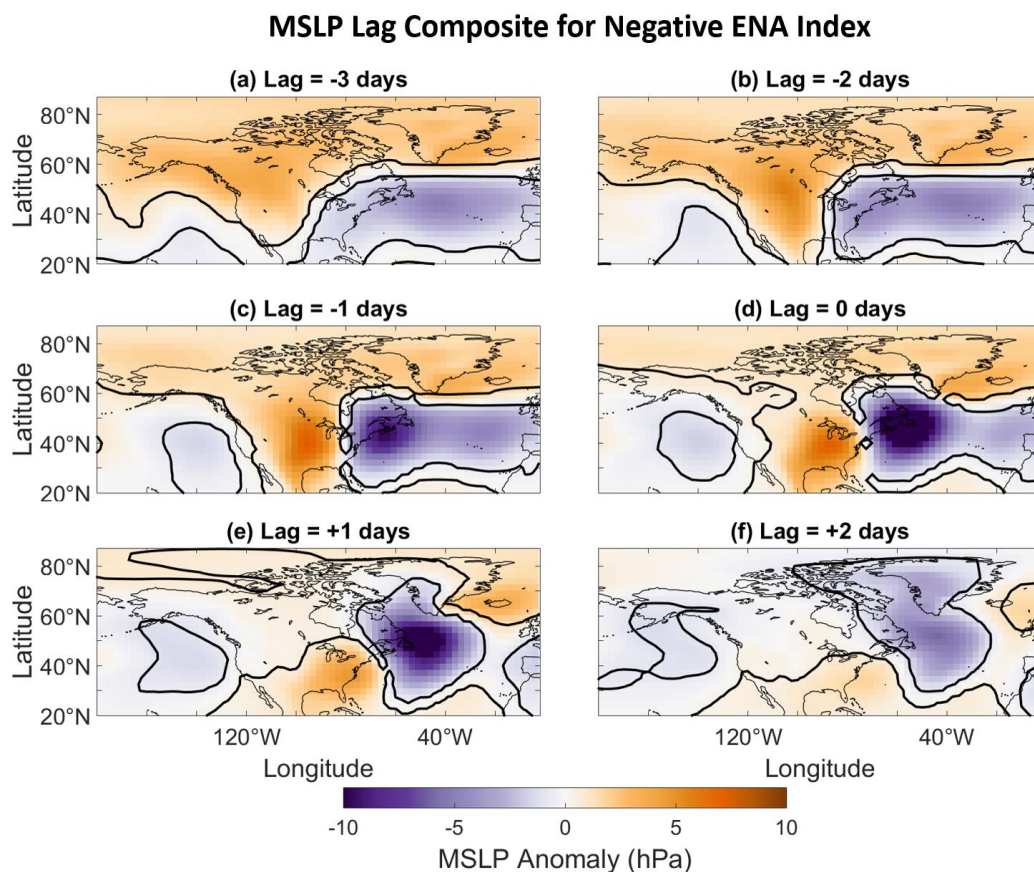 MSLP Lag Composite for Negative ENA Index
(a) Lag = -3 days
(b) Lag = -2 days
80°N
60°N
40°N
20°N
Latitude
(c) Lag = -1 days
(d) Lag = 0 days
80°N
60°N
40°N
20°N
Latitude
(e) Lag = +1 days
(f) Lag = +2 days
80°N
60°N
40°N
20°N
Latitude
120°W 40°W
120°W 40°W
Longitude
Longitude
-10 -5 0 5 10
MSLP Anomaly (hPa)